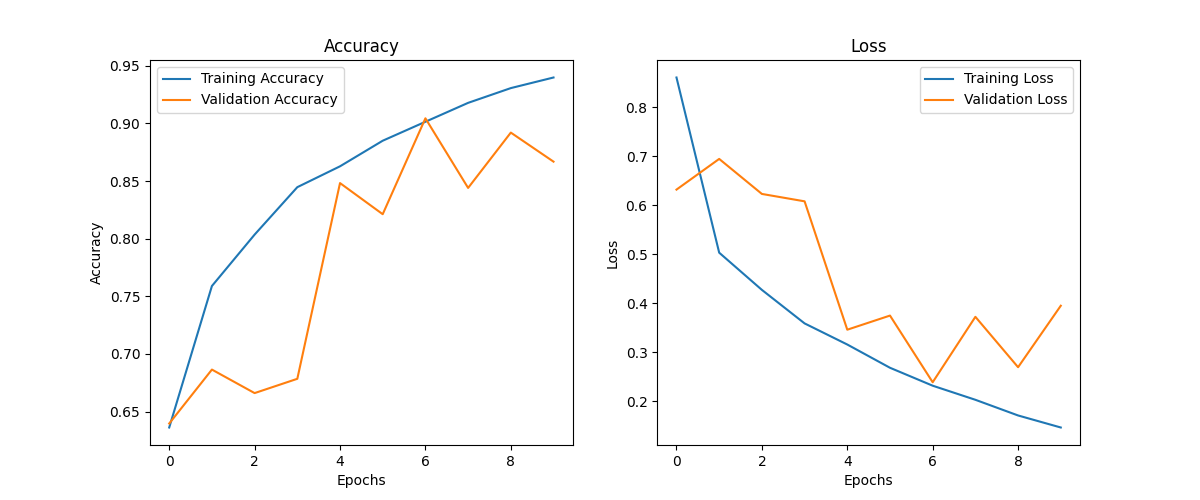 Accuracy
Training Accuracy
Validation Accuracy
0.95
0.90
0.85
0.80
0.75
0.70
0.65
Accuracy
0 2 4 6 8
Epochs
Loss
Training Loss
Validation Loss
0.8
0.7
0.6
0.5
0.4
0.3
0.2
Loss
0 2 4 6 8
Epochs